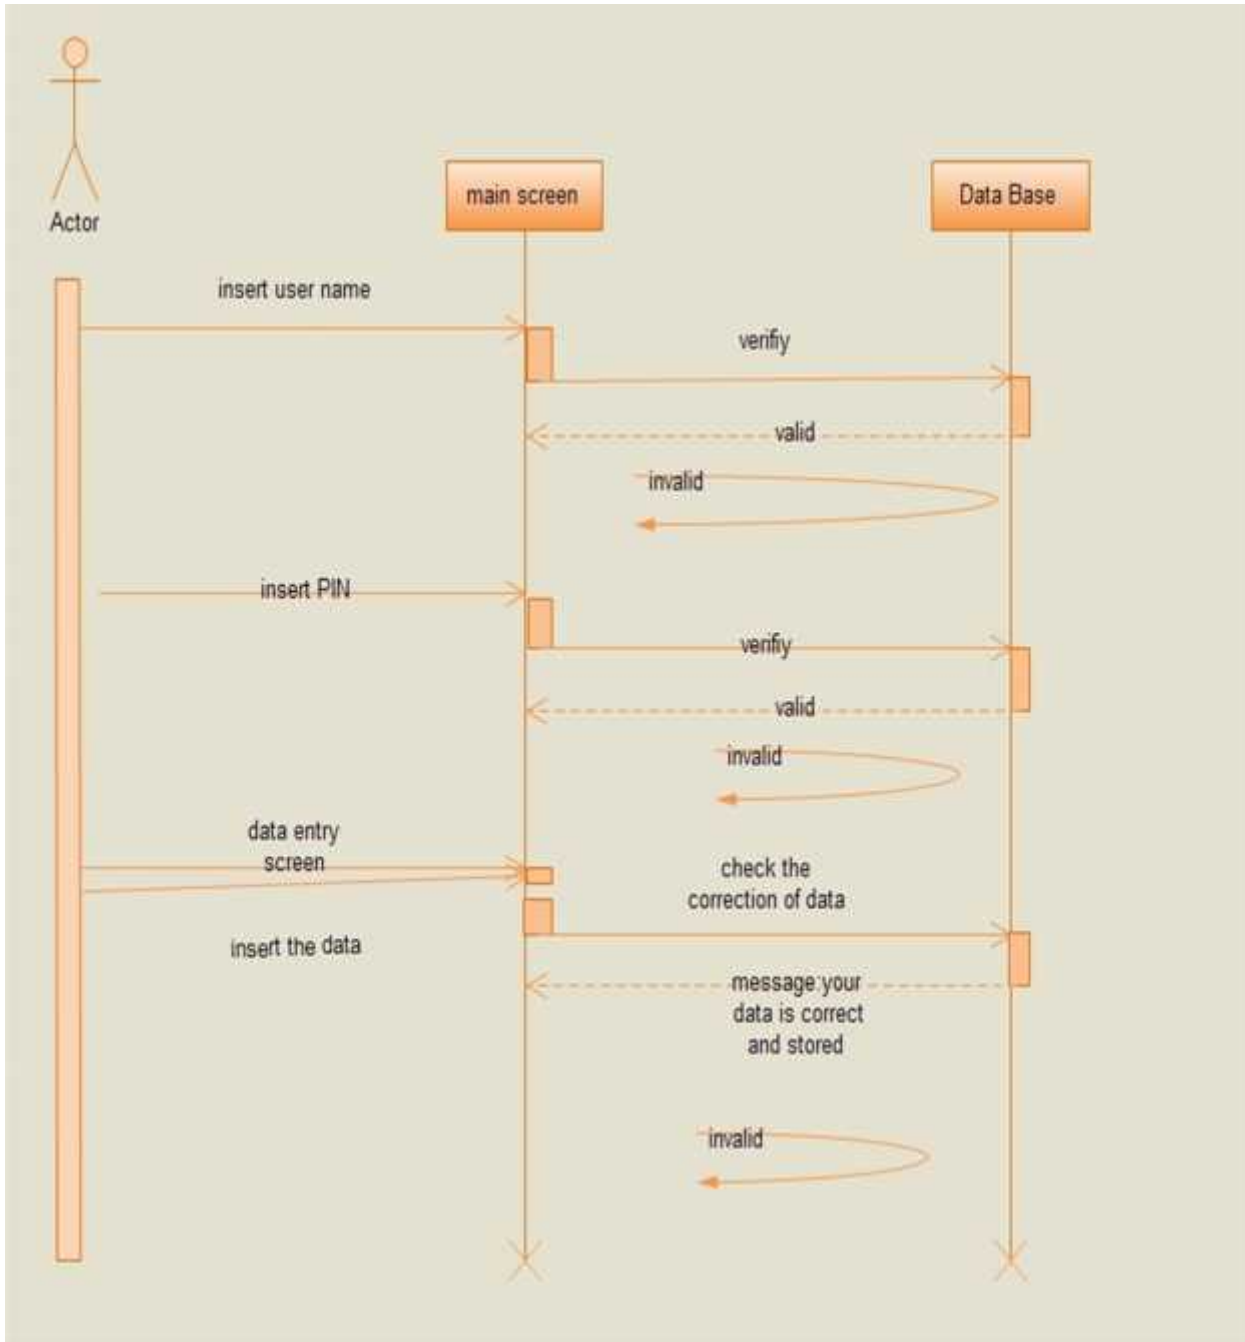 Actor
main screen
Data Base
insert user name
verifiy
valid
invalid
insert PIN
verifiy
valid
invalid
data entry
screen
check the
correction of data
insert the data
message:your
data is correct
and stored
invalid